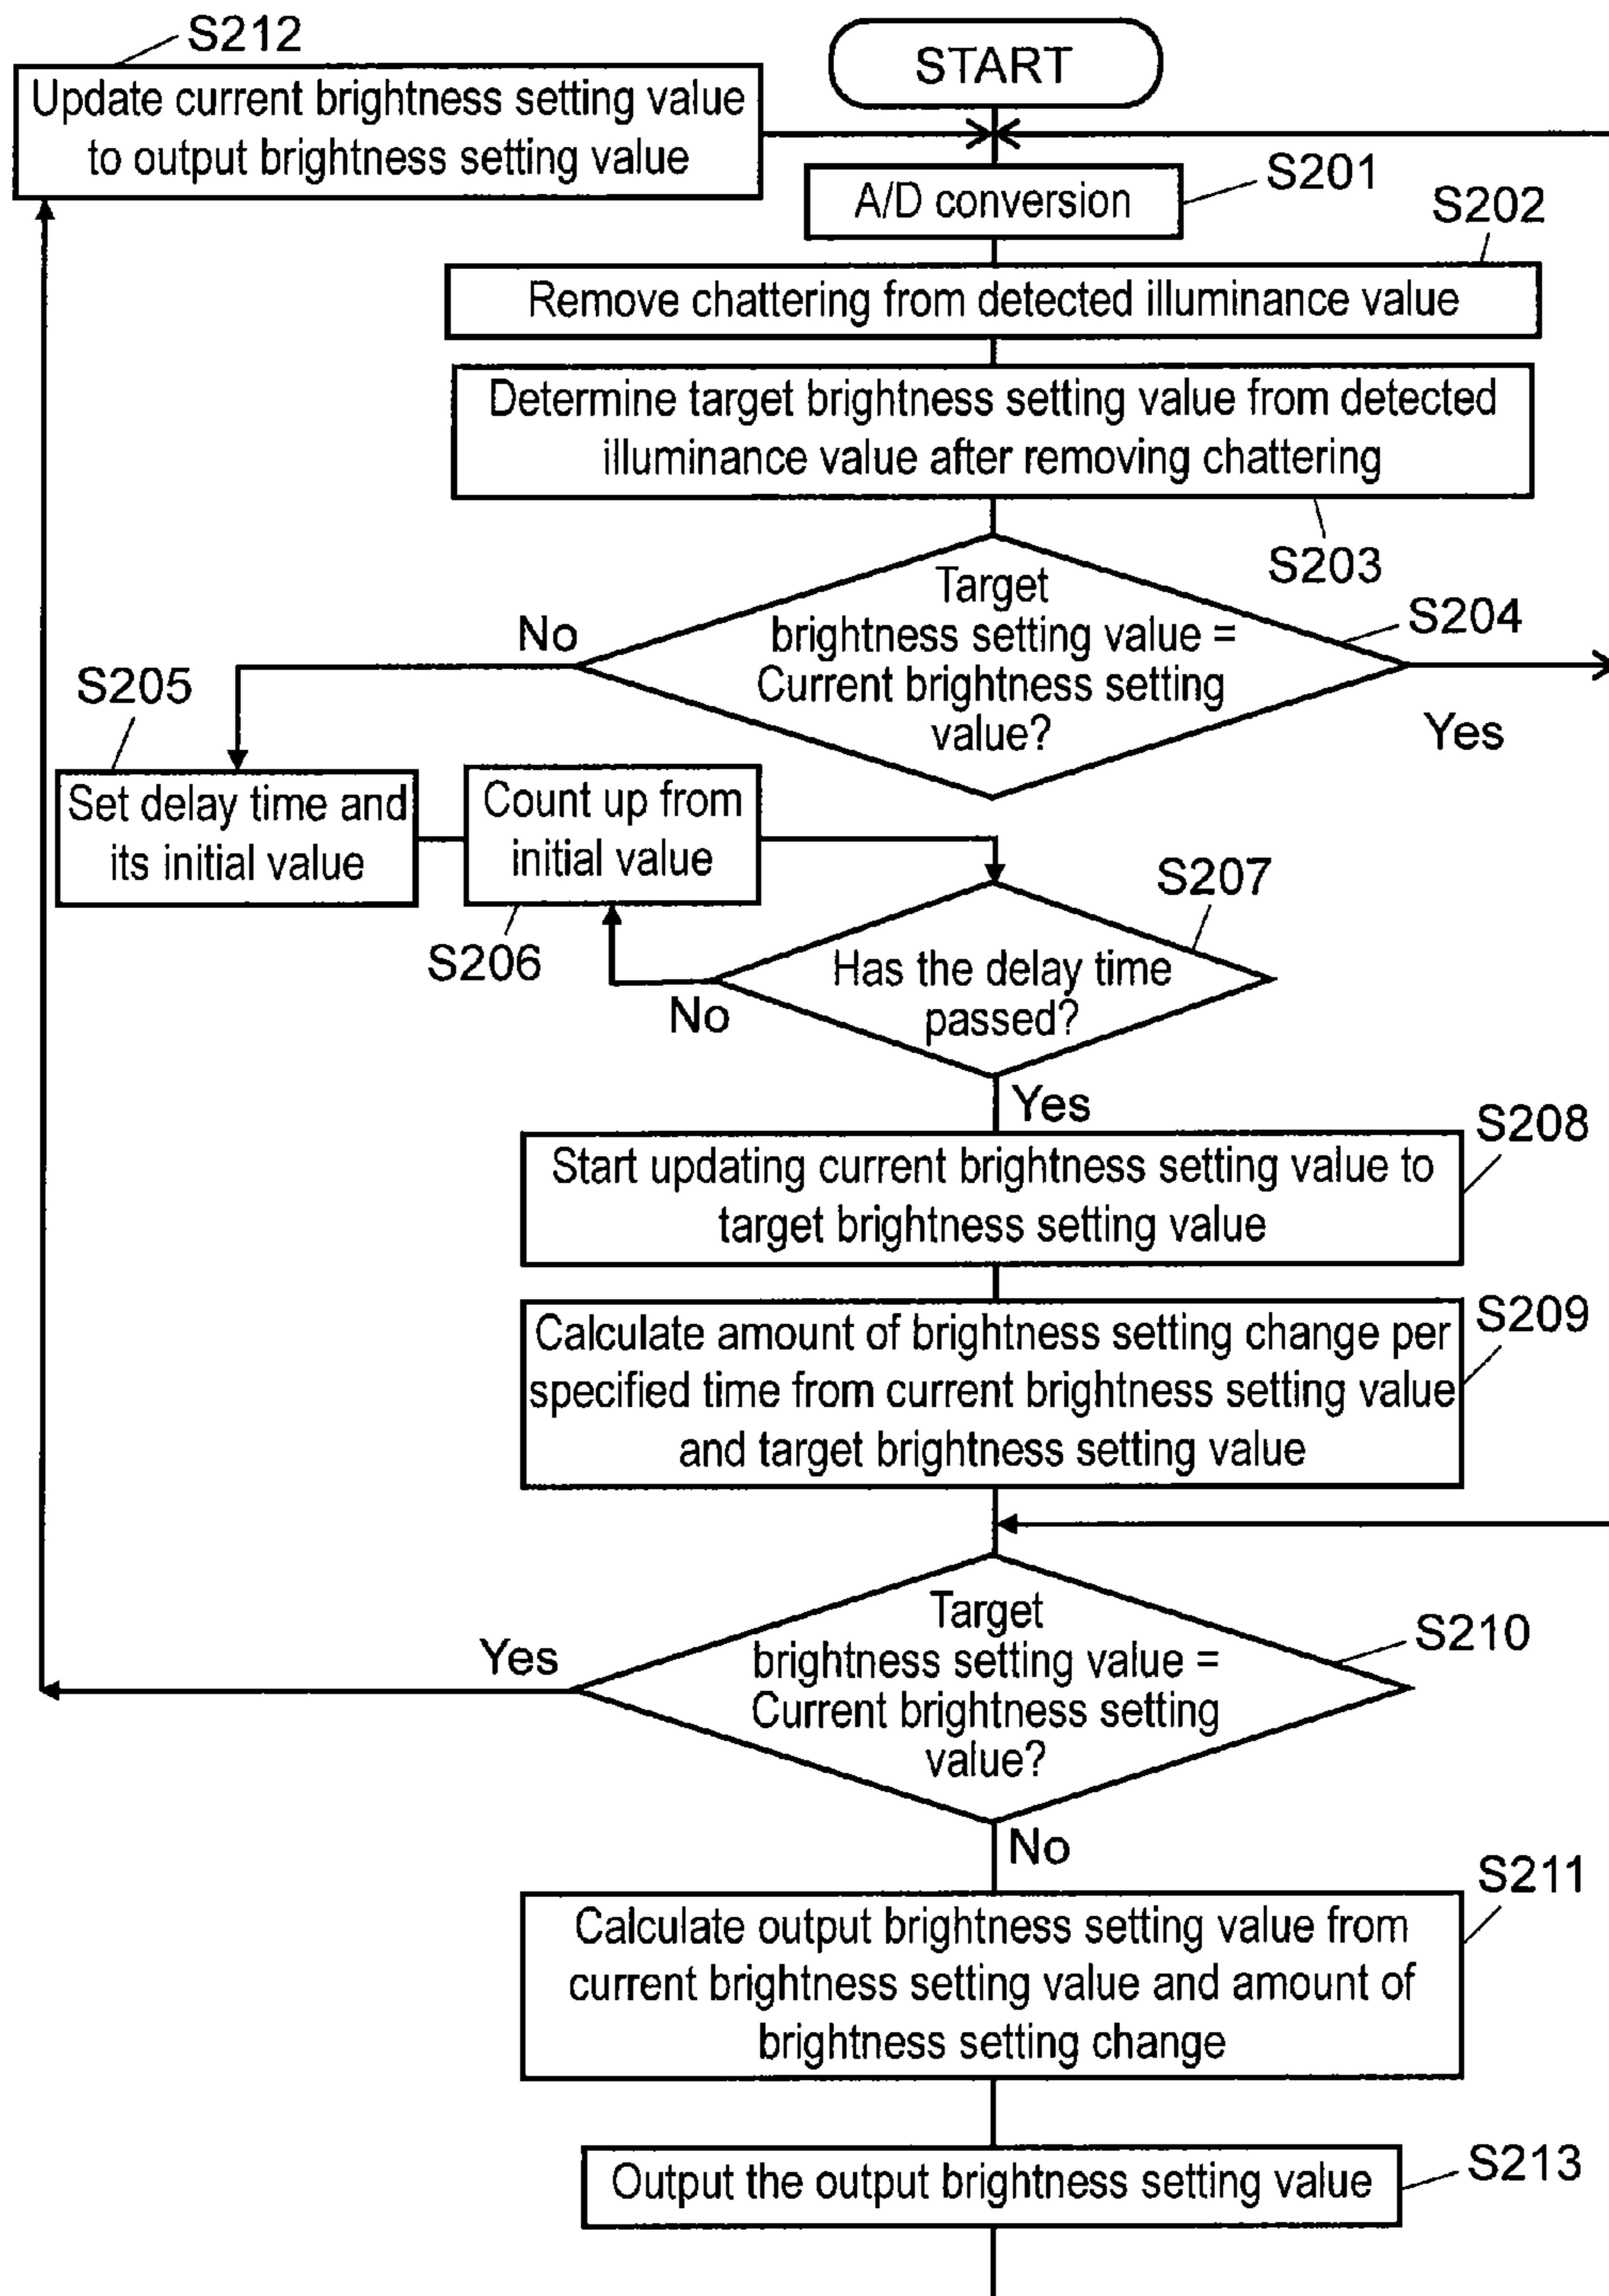 S212
START
Update current brightness setting value
to output brightness setting value
A/D conversion
S201
S202
Remove chattering from detected illuminance value
Determine target brightness setting value from detected
illuminance value after removing chattering
S203
Target
brightness setting value =
Current brightness setting
value?
S204
No
Yes
S205
Set delay time and
its initial value
Count up from
initial value
S206
S207
Has the delay time
passed?
No
Yes
S208
Start updating current brightness setting value to
target brightness setting value
S209
Calculate amount of brightness setting change per
specified time from current brightness setting value
and target brightness setting value
Target
brightness setting value =
Current brightness setting
value?
S210
Yes
No
S211
Calculate output brightness setting value from
current brightness setting value and amount of
brightness setting change
Output the output brightness setting value
S213